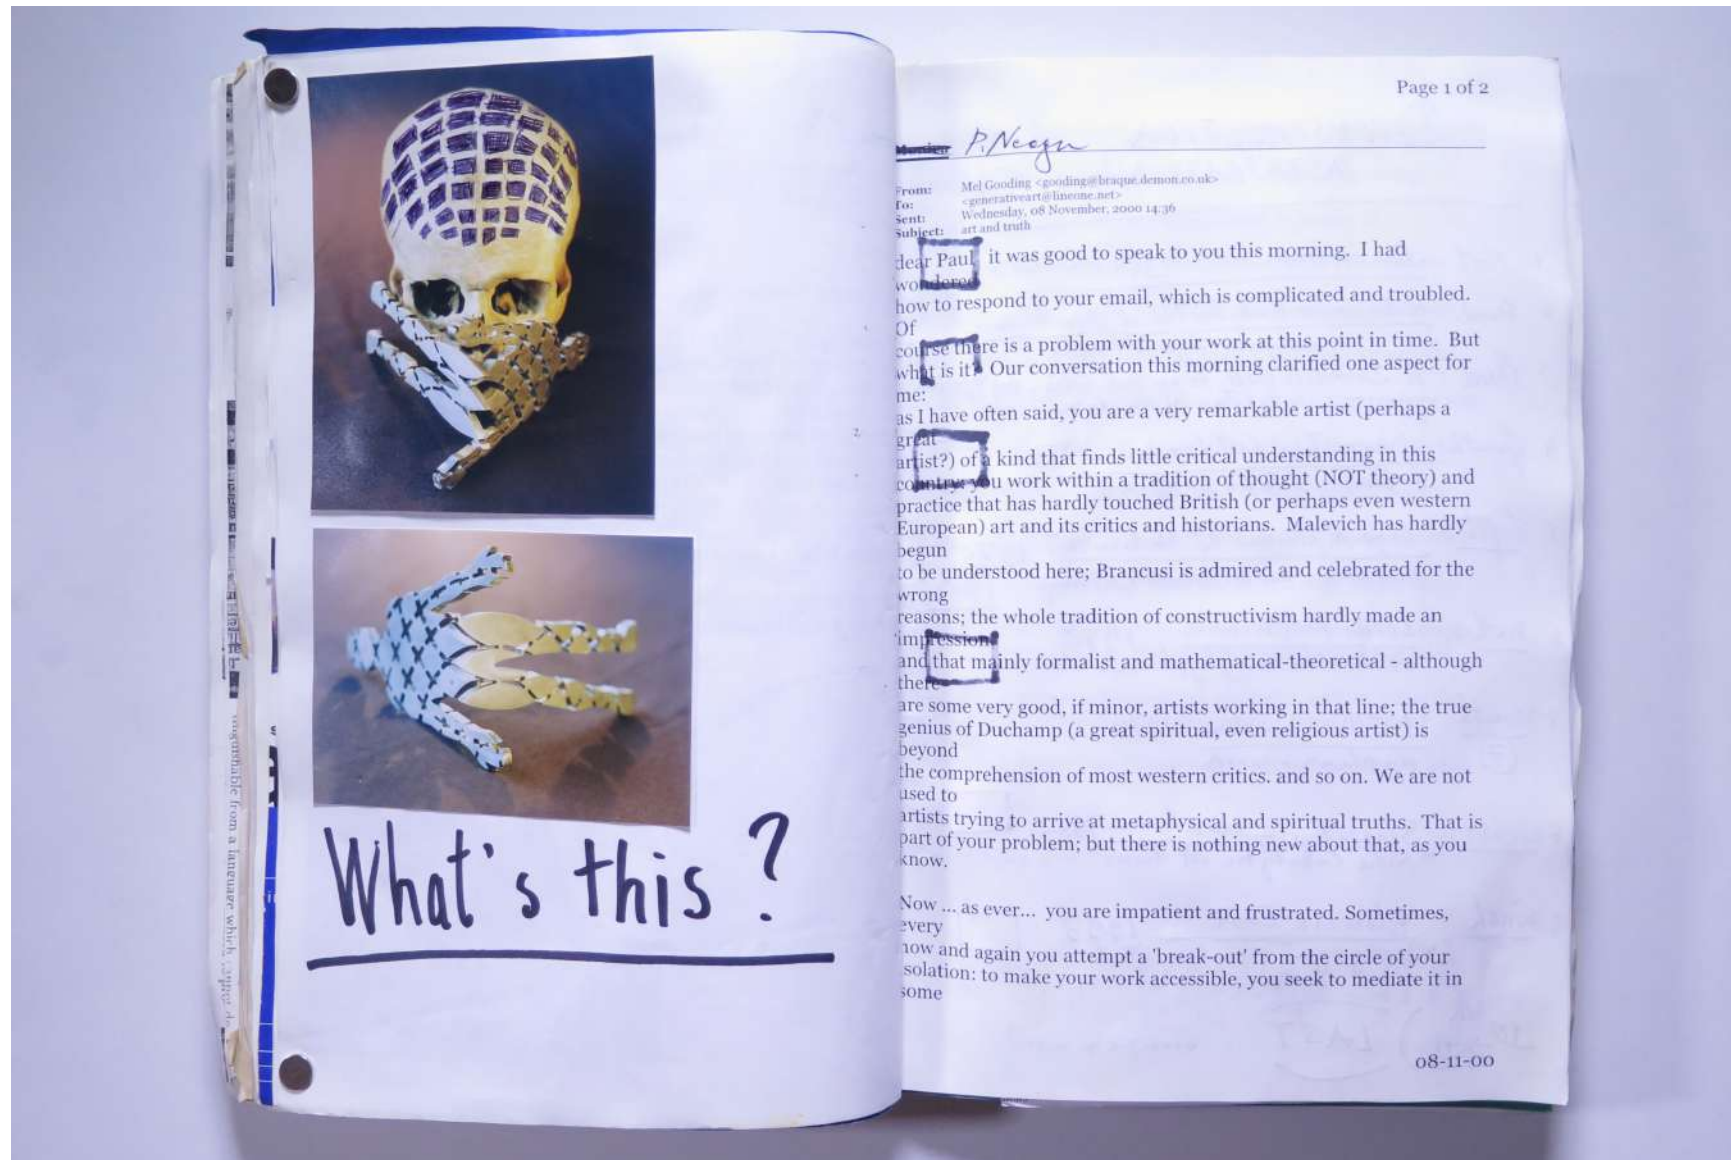 What's this?
Page 1 of 2
P. Neagu
From: Mel Gooding <gooding@braque.demon.co.uk>
To: <generativeart@lineone.net>
Sent: Wednesday, 08 November, 2000 14:36
Subject: art and truth
dear Paul, it was good to speak to you this morning. I had
wondered
how to respond to your email, which is complicated and troubled.
Of
course there is a problem with your work at this point in time. But
what is it? Our conversation this morning clarified one aspect for
me:
as I have often said, you are a very remarkable artist (perhaps a
great
artist?) of a kind that finds little critical understanding in this
country: you work within a tradition of thought (NOT theory) and
practice that has hardly touched British (or perhaps even western
European) art and its critics and historians. Malevich has hardly
begun
to be understood here; Brancusi is admired and celebrated for the
wrong
reasons; the whole tradition of constructivism hardly made an
impression
and that mainly formalist and mathematical-theoretical - although
there
are some very good, if minor, artists working in that line; the true
genius of Duchamp (a great spiritual, even religious artist) is
beyond
the comprehension of most western critics. and so on. We are not
used to
artists trying to arrive at metaphysical and spiritual truths. That is
part of your problem; but there is nothing new about that, as you
know.
Now ... as ever... you are impatient and frustrated. Sometimes,
every
now and again you attempt a 'break-out' from the circle of your
isolation: to make your work accessible, you seek to mediate it in
some
08-11-00
from a language which